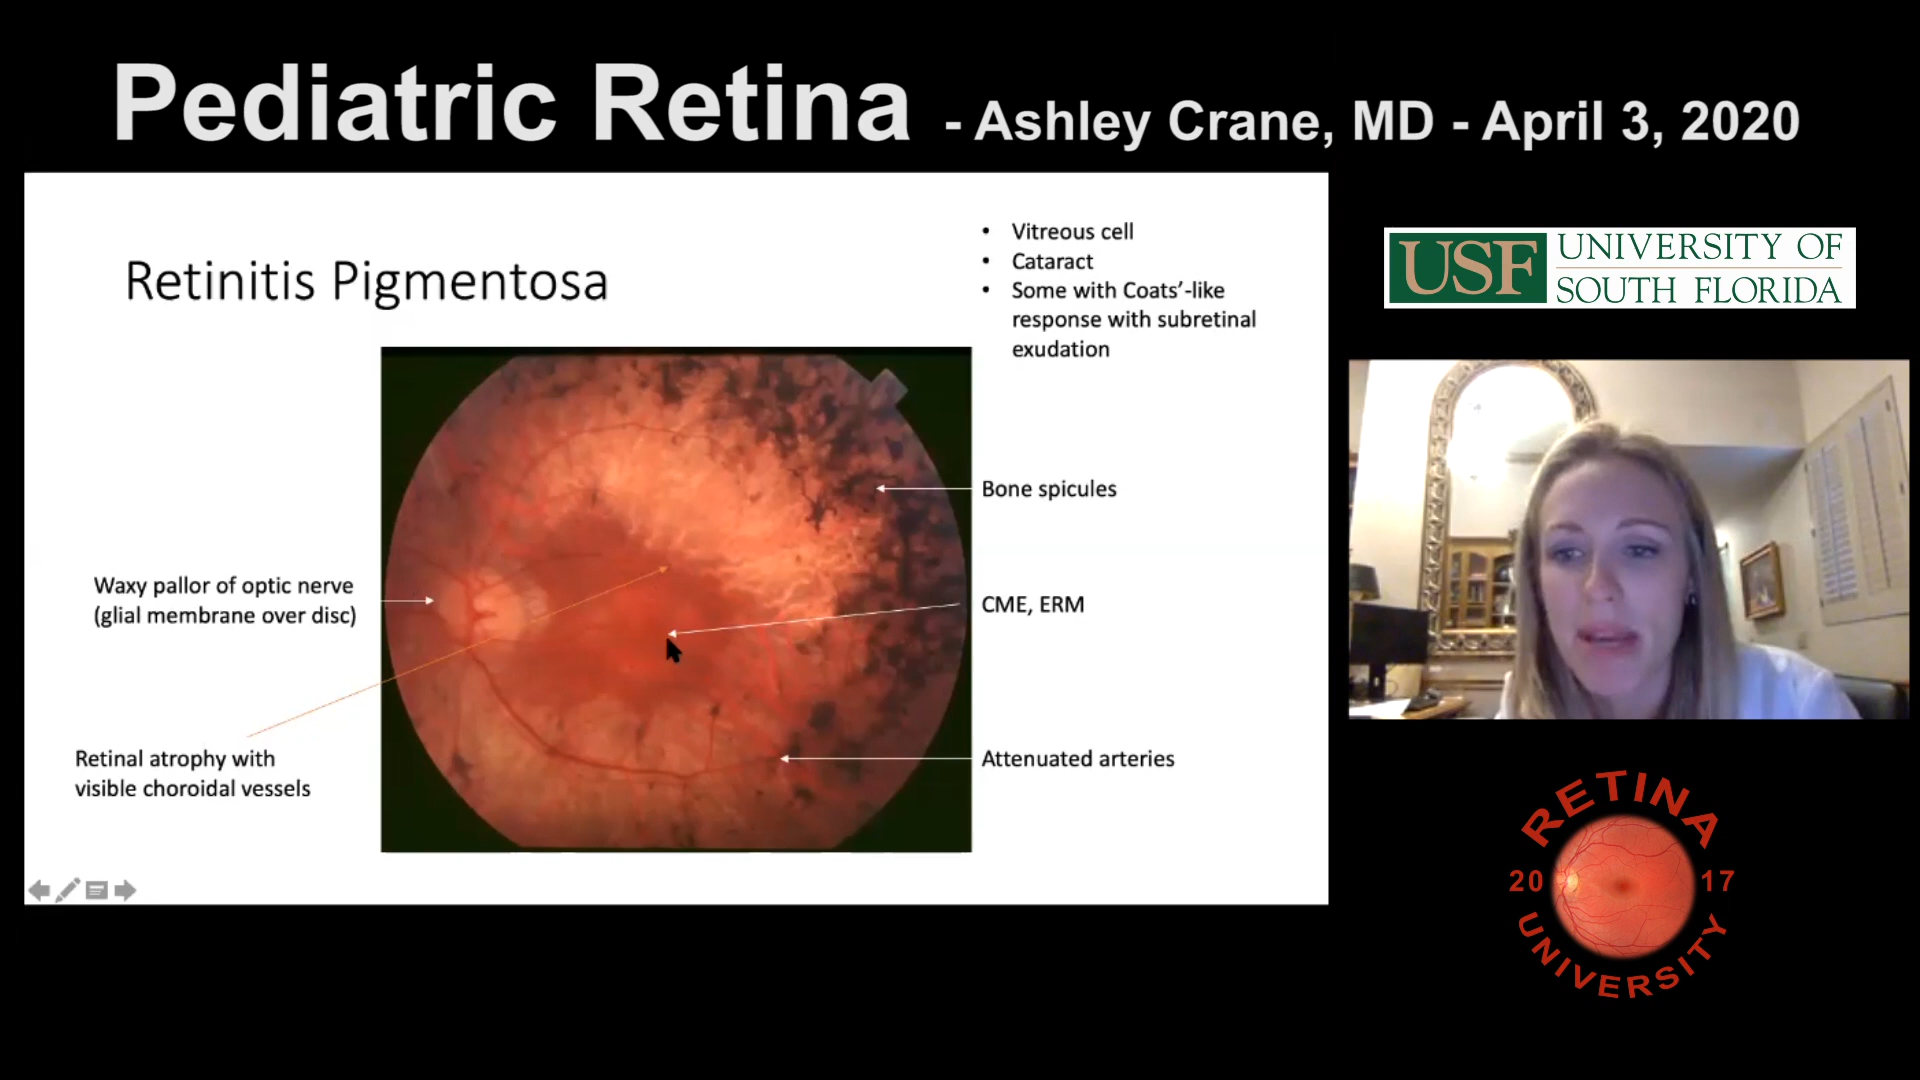 Pediatric Retina - Ashley Crane, MD - April 3, 2020
Retinitis Pigmentosa
• Vitreous cell
• Cataract
• Some with Coats’-like
response with subretinal
exudation
Bone spicules
Waxy pallor of optic nerve
(glial membrane over disc)
CME, ERM
Retinal atrophy with
visible choroidal vessels
Attenuated arteries
USF
UNIVERSITY OF
SOUTH FLORIDA
RETINA
20 17
UNIVERSITY